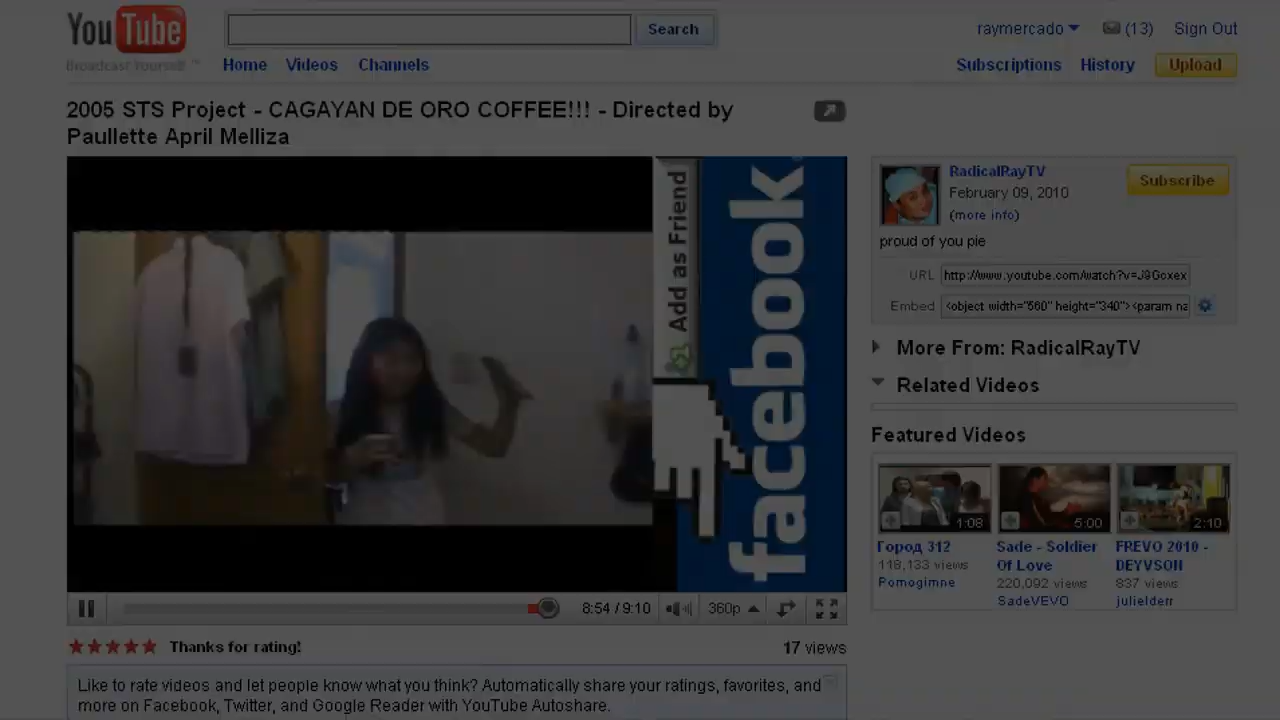 You Tube
Broadcast Yourself ™
Search
raymercado
(13)
Sign Out
Home
Videos
Channels
Subscriptions
History
Upload
2005 STS Project - CAGAYAN DE ORO COFFEE!!! - Directed by
Paullette April Melliza
Add as Friend
facebook.
RadicalRayTV
February 09, 2010
(more info)
Subscribe
proud of you pie
URL
http://www.youtube.com/watch?v=J9Gcxex
Embed
<object width="560" height="340"><param na
More From: RadicalRayTV
Related Videos
Featured Videos
1:08
5:00
2:10
Город 312
118,133 views
Pomogimne
Sade - Soldier
Of Love
220,092 views
SadeVEVO
FREVO 2010 -
DEYVSON
837 views
julielderr
8:54 / 9:10
360p
Thanks for rating!
17 views
Like to rate videos and let people know what you think? Automatically share your ratings, favorites, and
more on Facebook, Twitter, and Google Reader with YouTube Autoshare.